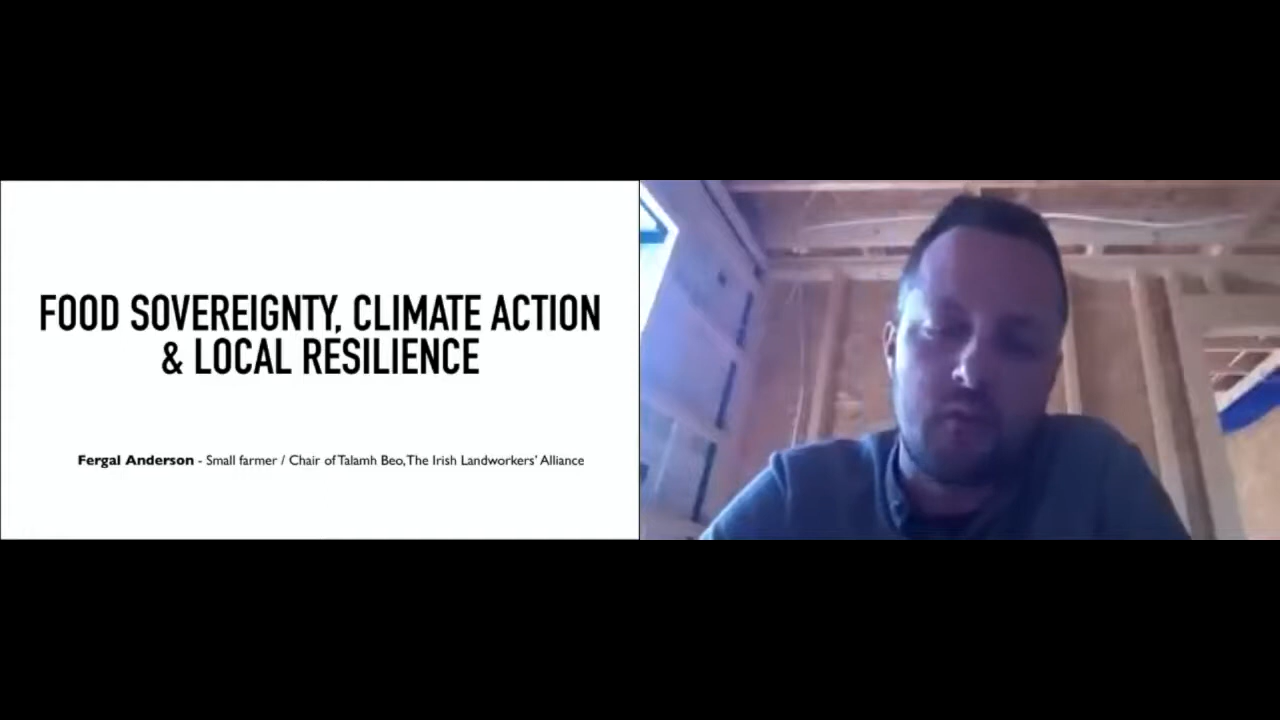 FOOD SOVEREIGNTY, CLIMATE ACTION
& LOCAL RESILIENCE
Fergal Anderson - Small farmer / Chair of Talamh Beo, The Irish Landworkers' Alliance